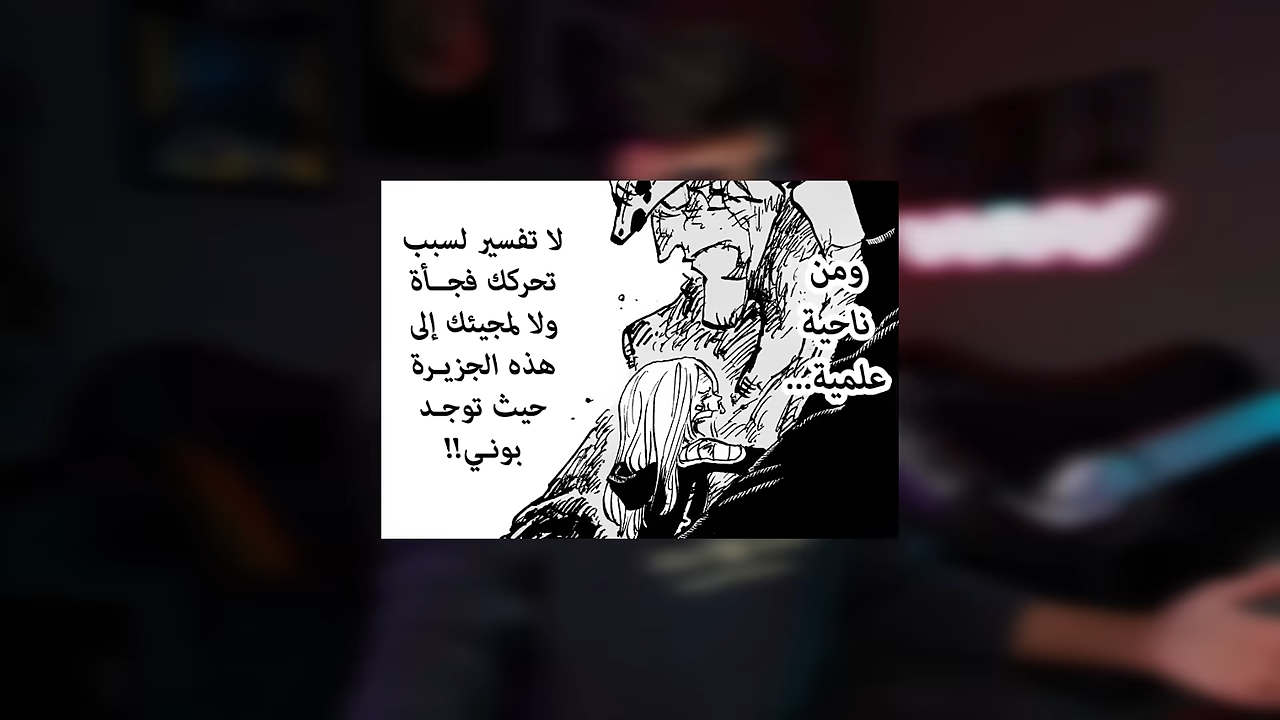 ومن
ناحية
علمية...
لا تفسير لسبب
تحركك فجـأة
ولا لمجيئك إلى
هذه الجزيـرة
حيث توجـد
بونـي!!